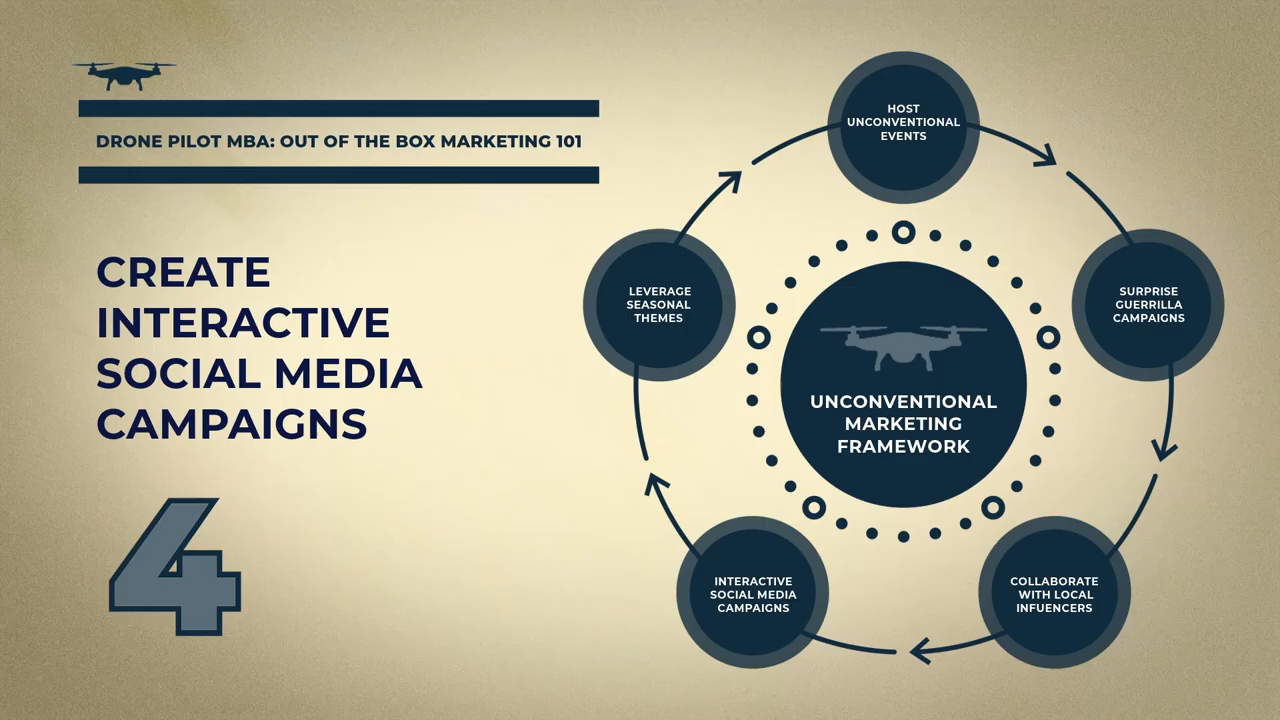 DRONE PILOT MBA: OUT OF THE BOX MARKETING 101
CREATE
INTERACTIVE
SOCIAL MEDIA
CAMPAIGNS
4
HOST
UNCONVENTIONAL
EVENTS
SURPRISE
GUERRILLA
CAMPAIGNS
COLLABORATE
WITH LOCAL
INFUENCERS
INTERACTIVE
SOCIAL MEDIA
CAMPAIGNS
LEVERAGE
SEASONAL
THEMES
UNCONVENTIONAL
MARKETING
FRAMEWORK